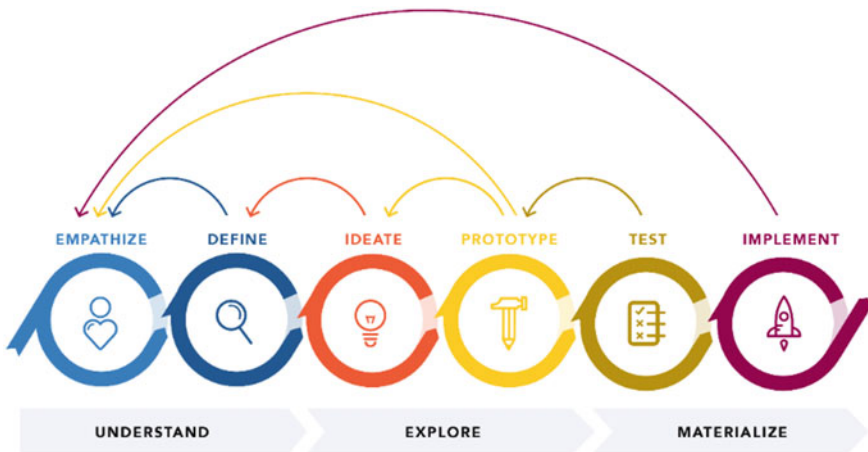 EMPATHIZE DEFINE IDEATE PROTOTYPE TEST IMPLEMENT
UNDERSTAND EXPLORE MATERIALIZE